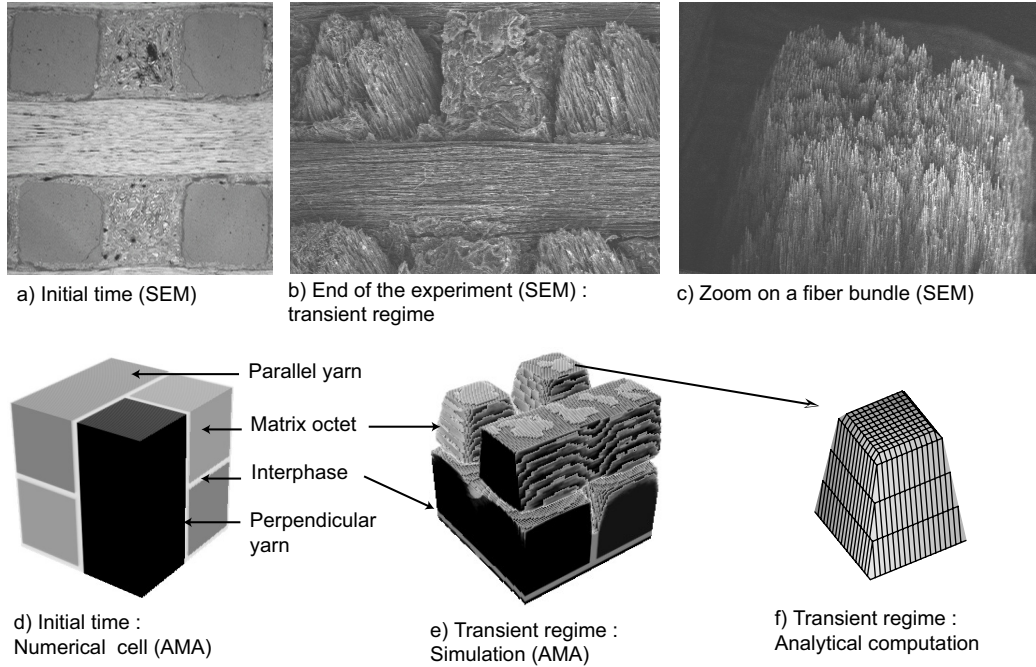 a) Initial time (SEM)
b) End of the experiment (SEM) :
transient regime
c) Zoom on a fiber bundle (SEM)
Parallel yarn
Matrix octet
Interphase
Perpendicular
yarn
d) Initial time :
Numerical cell (AMA)
e) Transient regime :
Simulation (AMA)
f) Transient regime :
Analytical computation